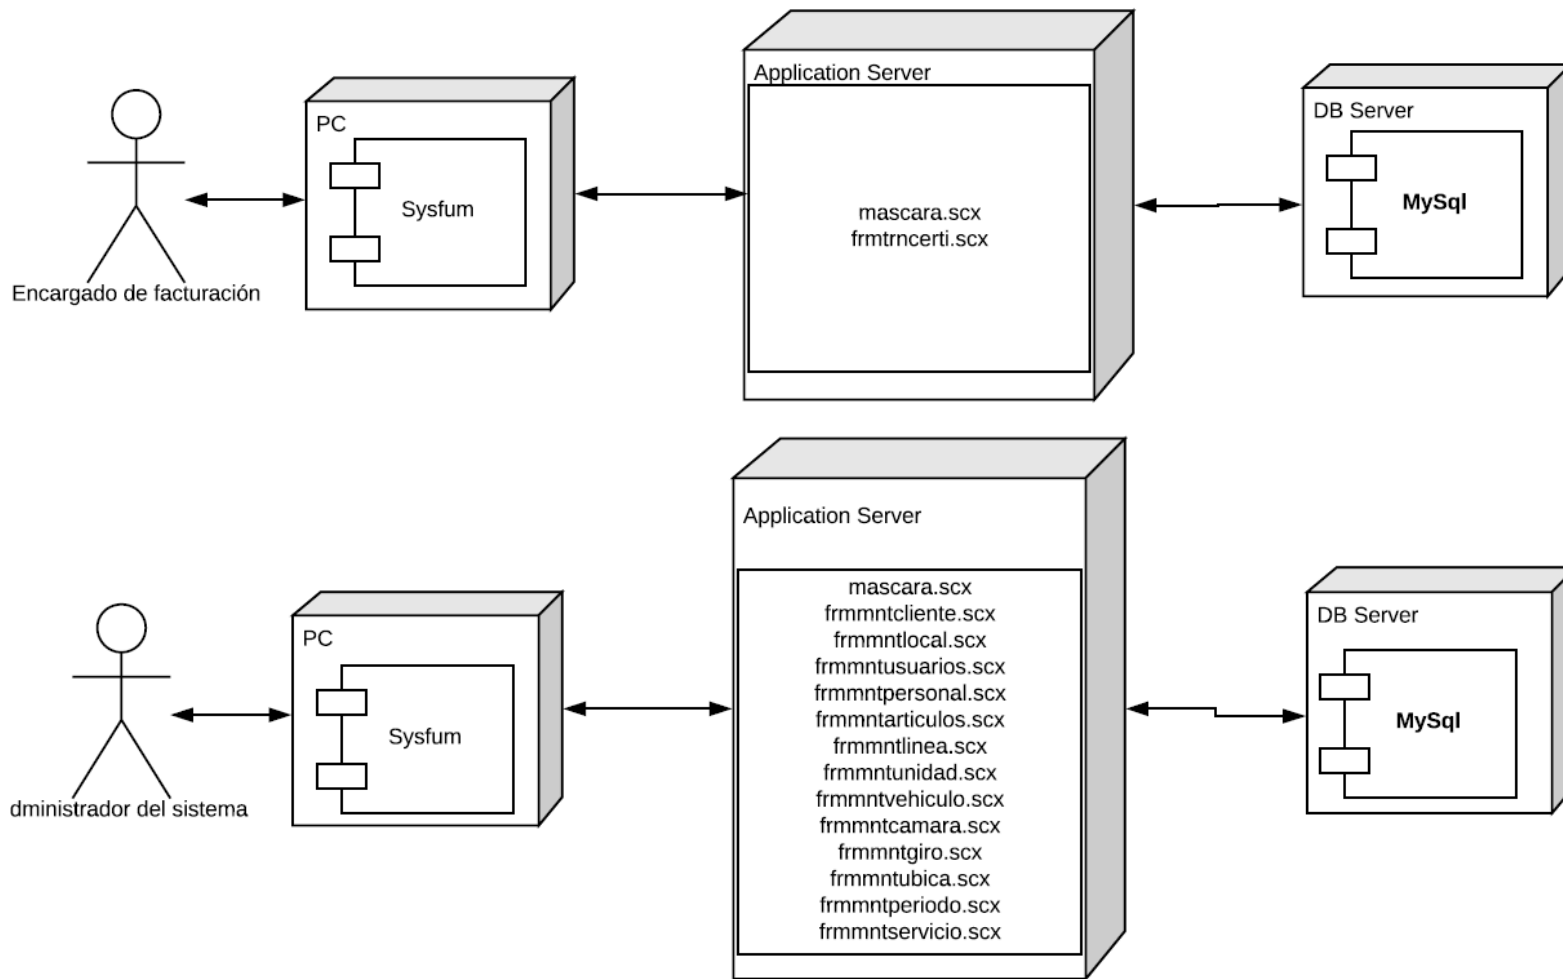 Application Server
PC
DB Server
Sysfum
mascara.scx
frmtrncerti.scx
MySql
Encargado de facturación
Application Server
PC
DB Server
Sysfum
mascara.scx
frmmntcliente.scx
frmmntlocal.scx
frmmntusuarios.scx
frmmntpersonal.scx
frmmntarticulos.scx
frmmntlinea.scx
frmmntunidad.scx
frmmntvehiculo.scx
frmmntcamara.scx
frmmntgiro.scx
frmmntubica.scx
frmmntperiodo.scx
frmmntservicio.scx
MySql
dministrador del sistema